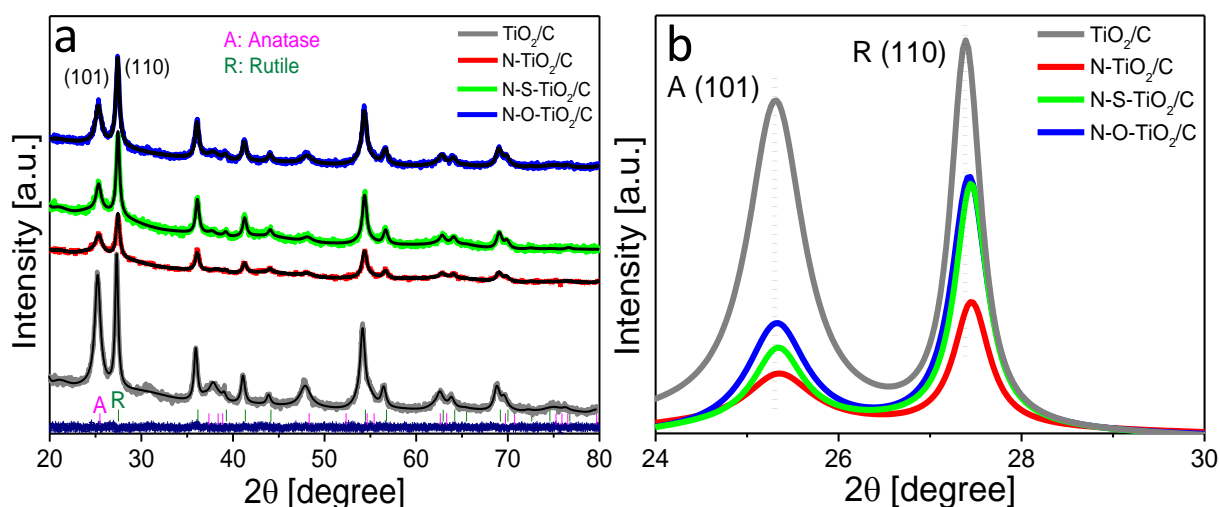 a
A: Anatase
R: Rutile
TiO₂/C
N-TiO₂/C
N-S-TiO₂/C
N-O-TiO₂/C
(101)
(110)
A
R
Intensity [a.u.]
20 30 40 50 60 70 80
2θ [degree]
b
A (101)
R (110)
TiO₂/C
N-TiO₂/C
N-S-TiO₂/C
N-O-TiO₂/C
Intensity [a.u.]
24 26 28 30
2θ [degree]